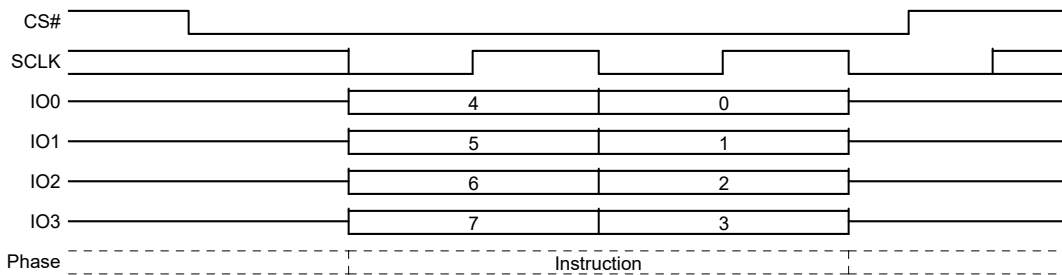 CS#
SCLK
IO0 4 0
IO1 5 1
IO2 6 2
IO3 7 3
Phase Instruction